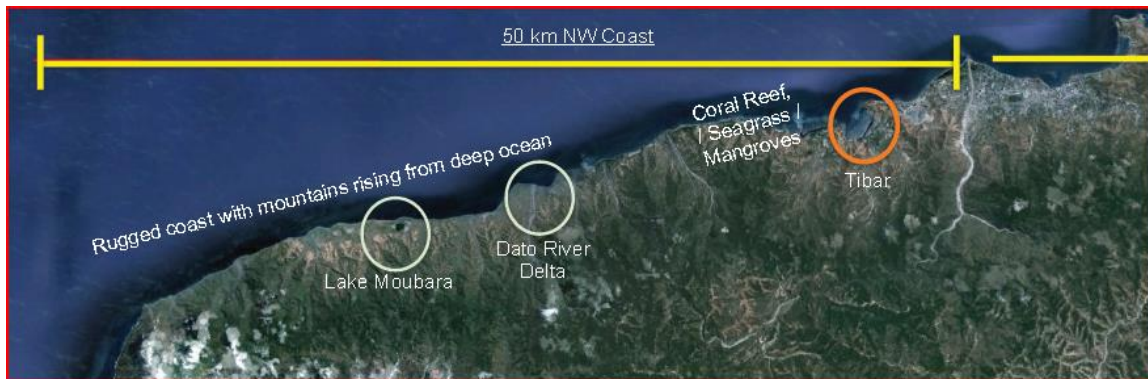 50 km NW Coast
Rugged coast with mountains rising from deep ocean
Coral Reef,
/ Seagrass /
Mangroves
Tibar
Dato River
Delta
Lake Moubara